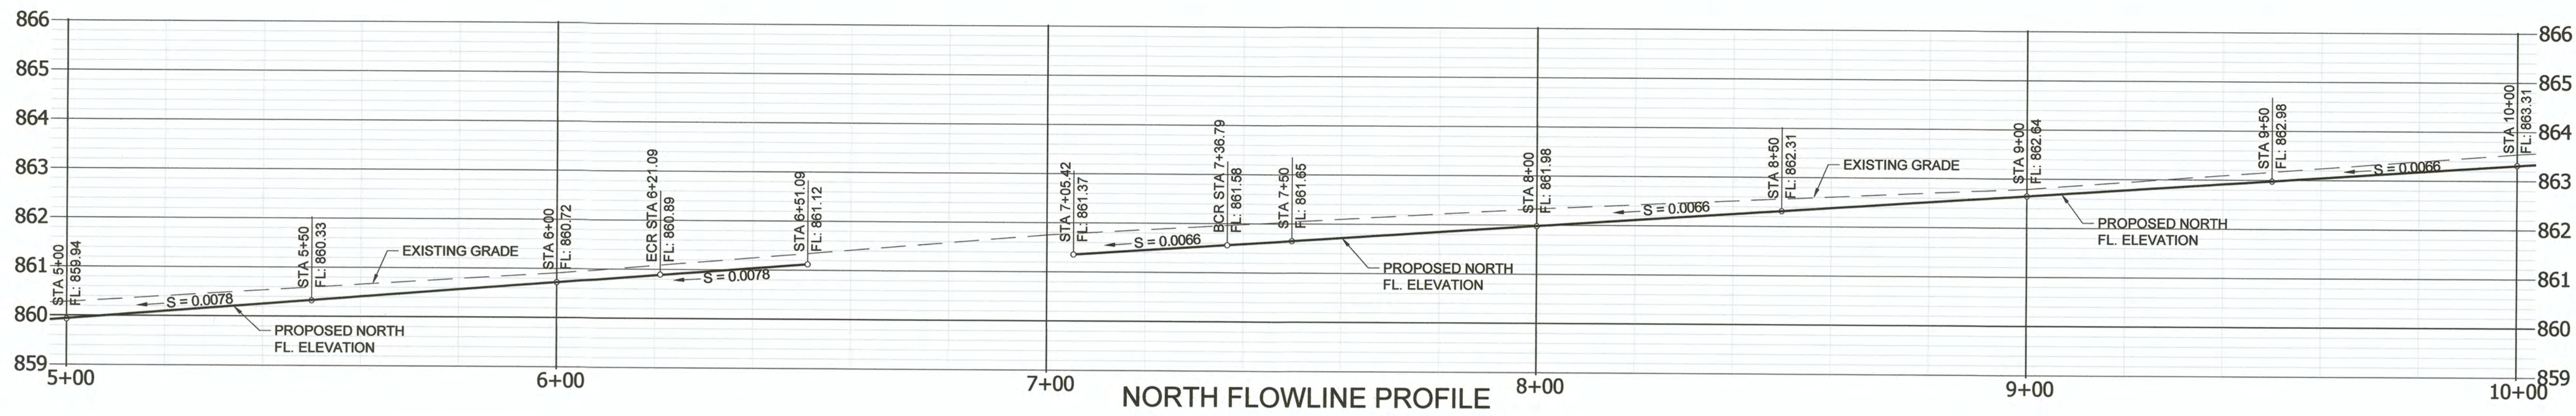 866
865
864
863
862
861
860
859
STA 5+00
FL: 859.94
S = 0.0078
PROPOSED NORTH
FL. ELEVATION
STA 5+50
FL: 860.33
EXISTING GRADE
STA 6+00
FL: 860.72
ECR STA 6+21.09
FL: 860.89
S = 0.0078
STA 6+51.09
FL: 861.12
STA 7+05.42
FL: 861.37
S = 0.0066
BCR STA 7+36.79
FL: 861.58
STA 7+50
FL: 861.65
PROPOSED NORTH
FL. ELEVATION
STA 8+00
FL: 861.98
S = 0.0066
STA 8+50
FL: 862.31
EXISTING GRADE
STA 9+00
FL: 862.64
PROPOSED NORTH
FL. ELEVATION
STA 9+50
FL: 862.98
S = 0.0066
STA 10+00
FL: 863.31
866
865
864
863
862
861
860
859
5+00
6+00
7+00
8+00
9+00
10+00
NORTH FLOWLINE PROFILE